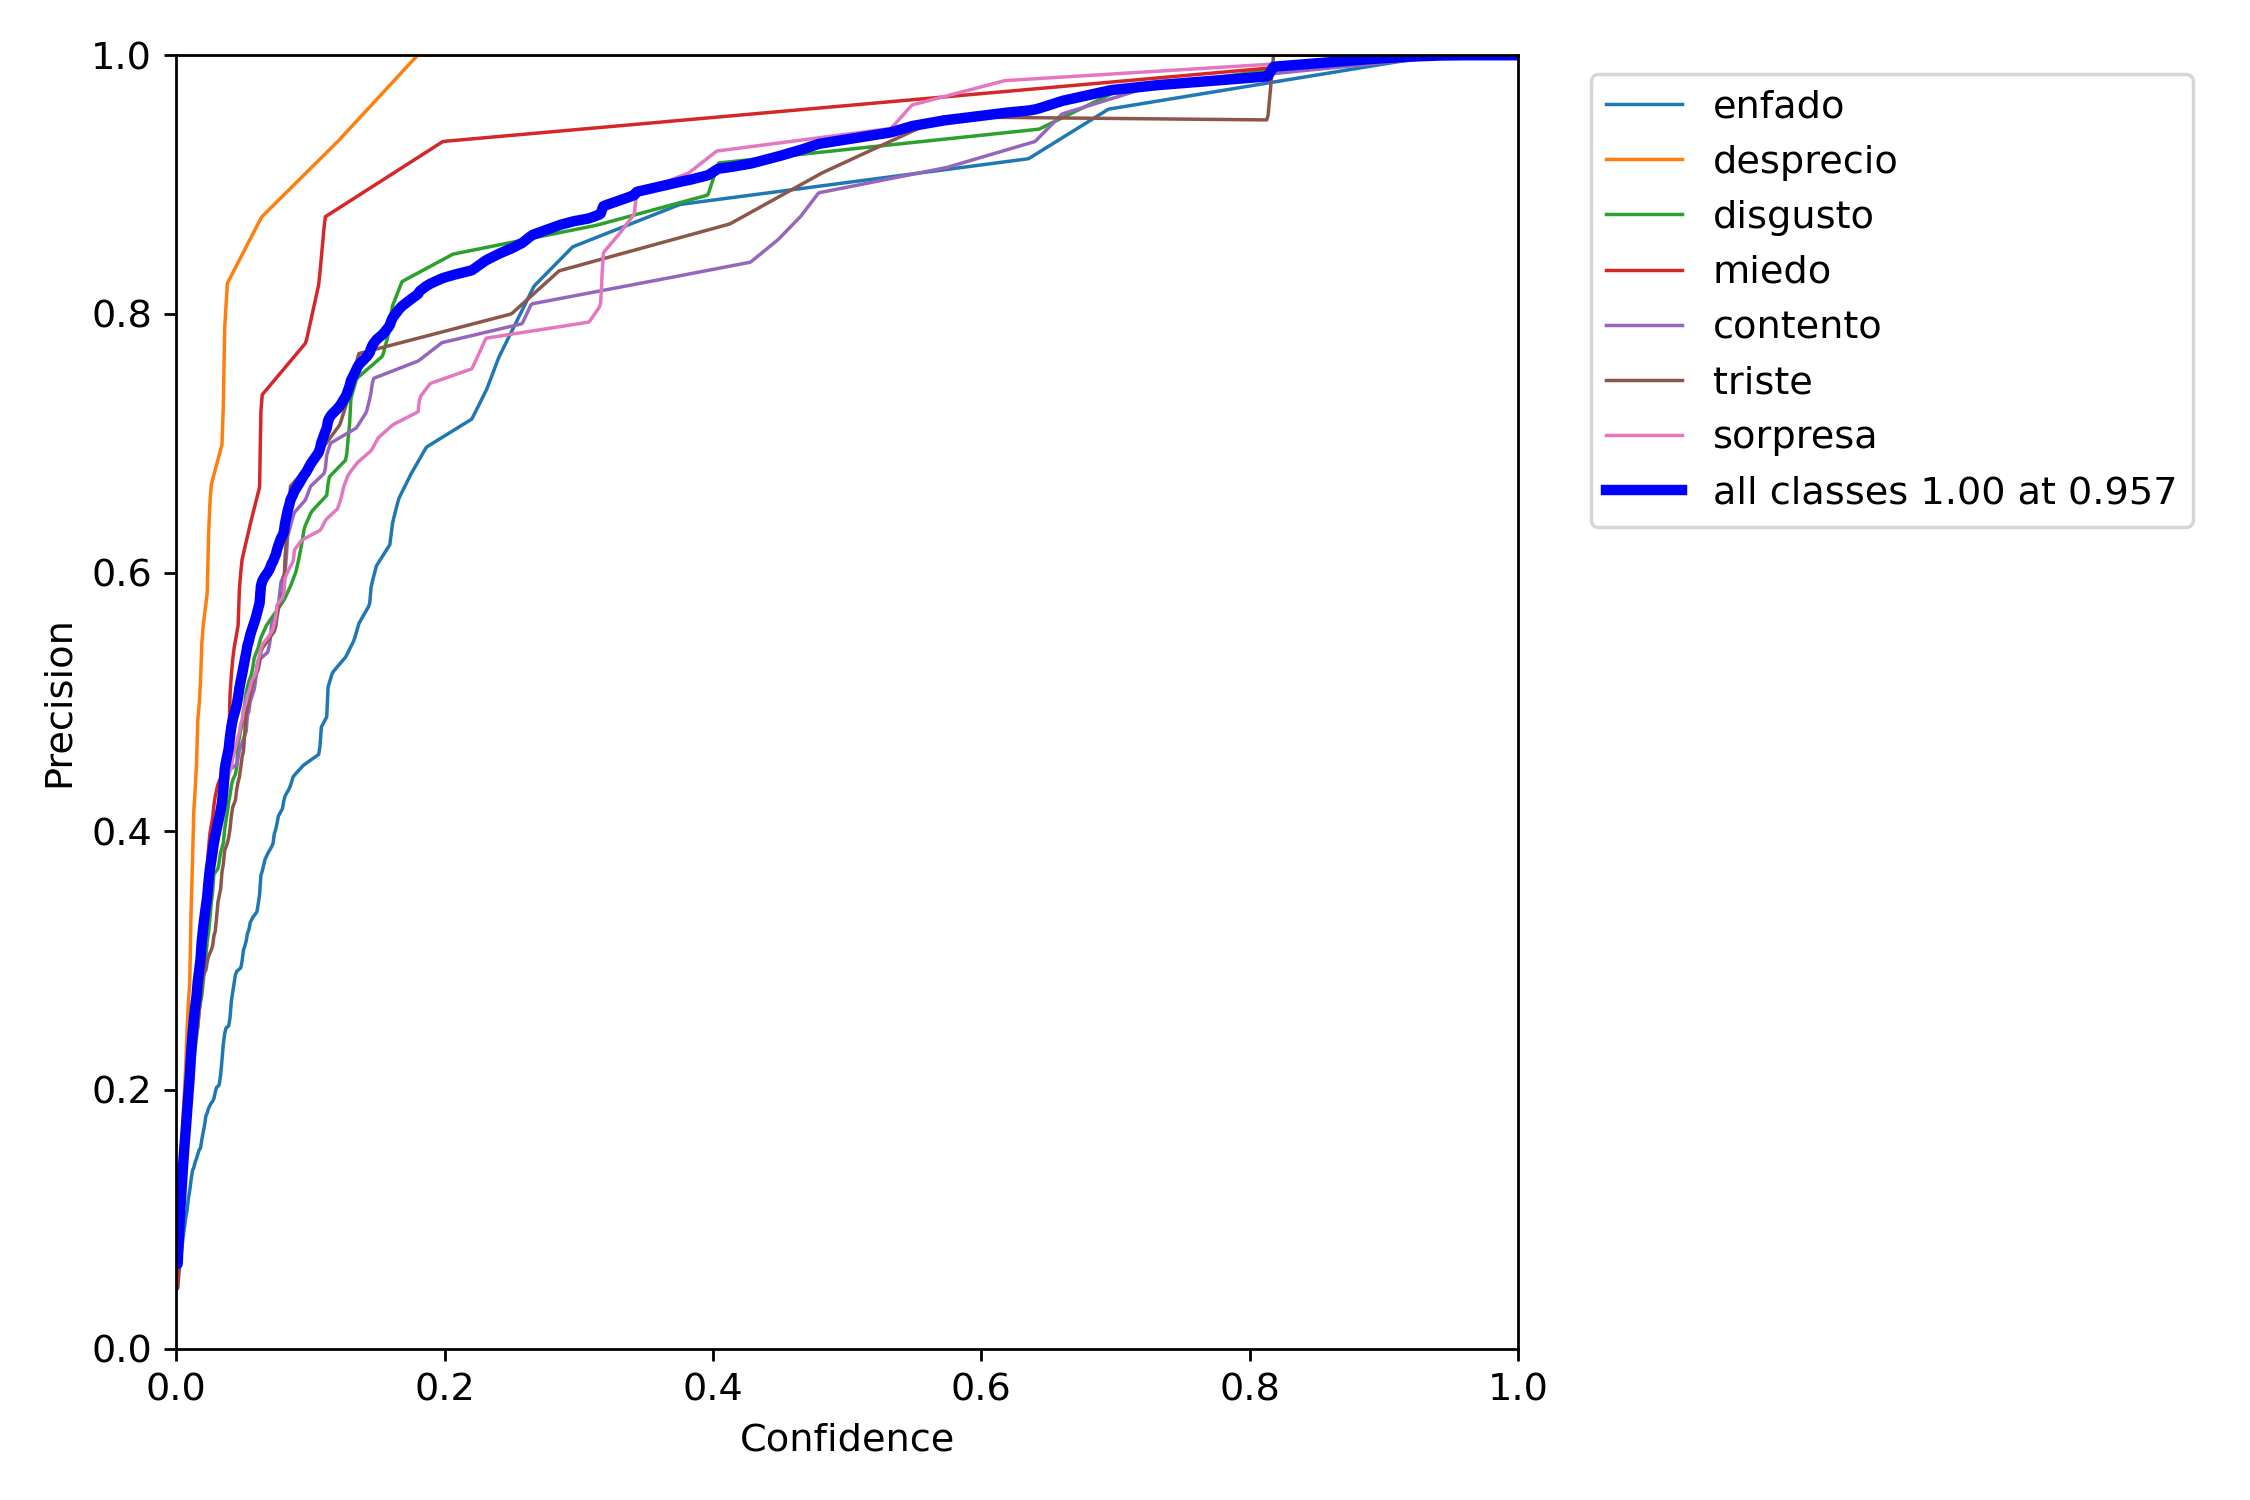 1.0
0.8
0.6
0.4
0.2
0.0
Precision
0.0 0.2 0.4 0.6 0.8 1.0
Confidence
enfado
desprecio
disgusto
miedo
contento
triste
sorpresa
all classes 1.00 at 0.957